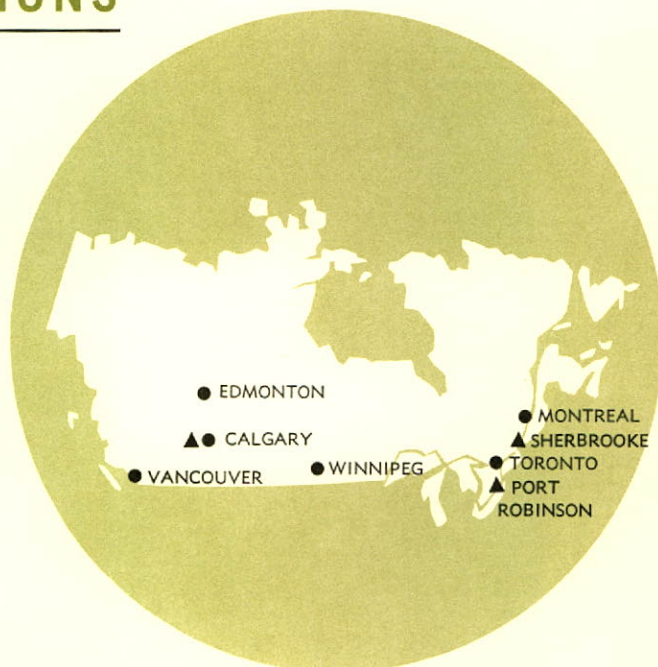 EDMONTON
CALGARY
VANCOUVER
WINNIPEG
MONTREAL
SHERBROOKE
TORONTO
PORT
ROBINSON